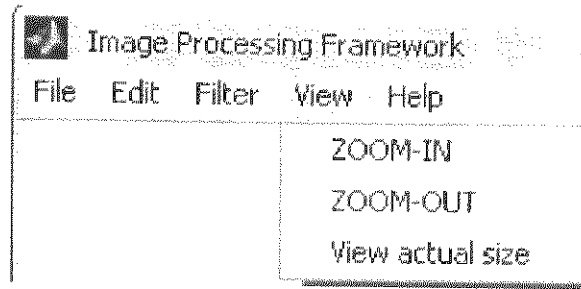 Image Processing Framework
File Edit Filter View Help
ZOOM-IN
ZOOM-OUT
View actual size